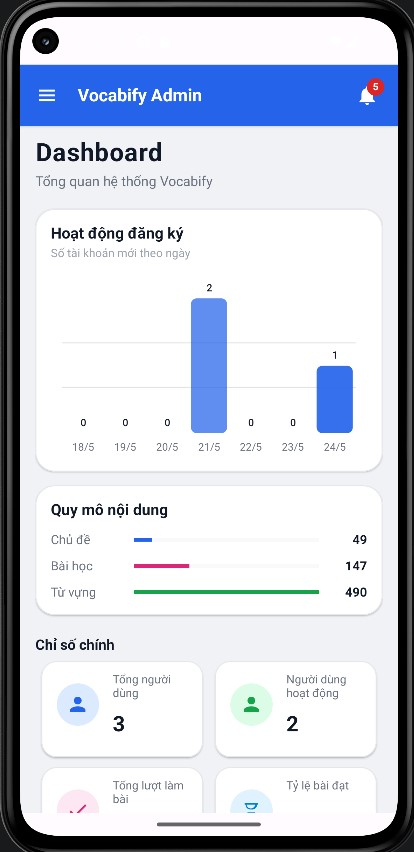 Vocabify Admin
5
Dashboard
Tổng quan hệ thống Vocabify
Hoạt động đăng ký
Số tài khoản mới theo ngày
2
1
0 0 0 0 0
18/5 19/5 20/5 21/5 22/5 23/5 24/5
Quy mô nội dung
Chủ đề 49
Bài học 147
Từ vựng 490
Chỉ số chính
Tổng người
dùng
3
Người dùng
hoạt động
2
Tổng lượt làm
bài
Tỷ lệ bài đạt